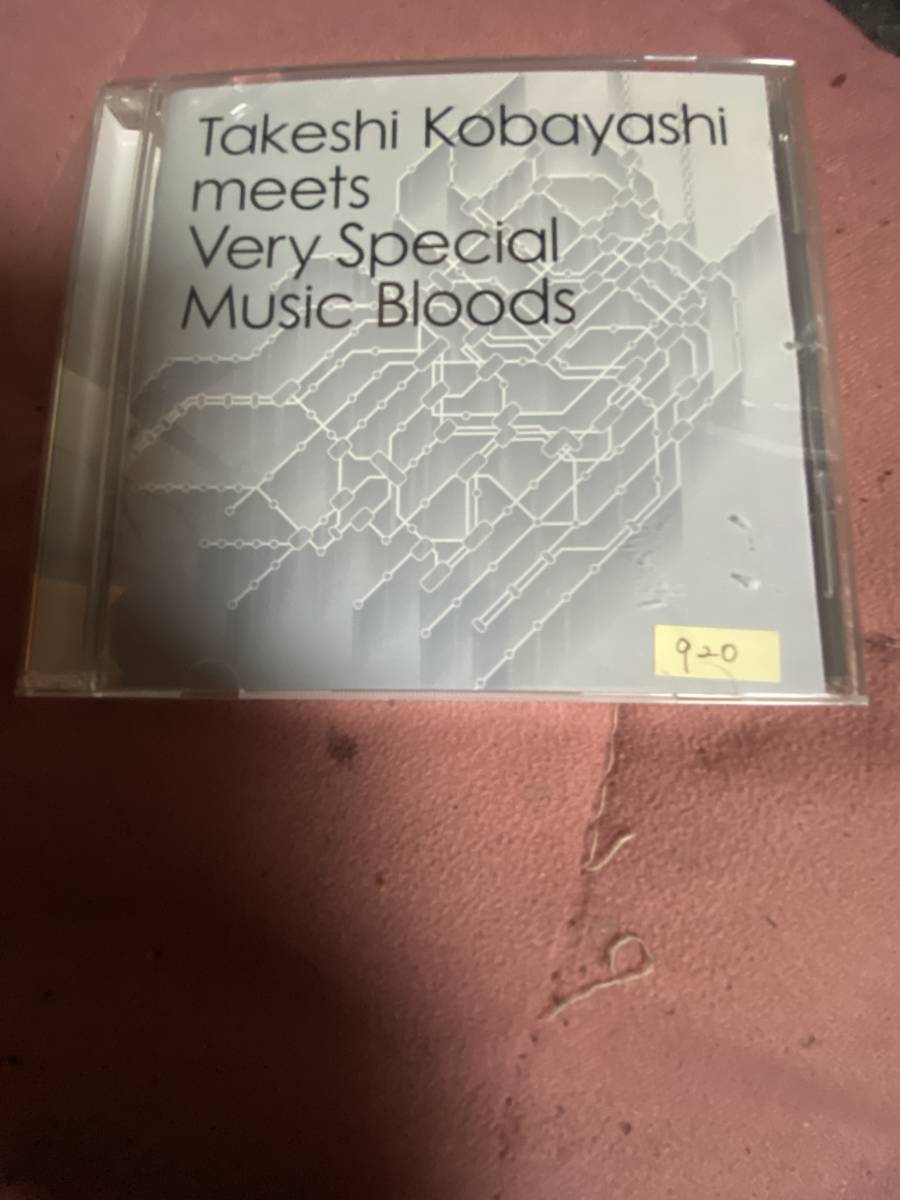 Takeshi Kobayashi
meets
Very Special
Music Bloods
920